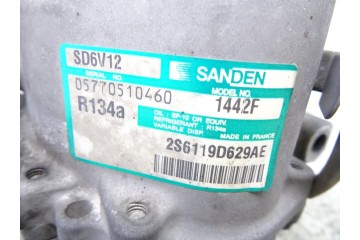 SD6V12
SANDEN
SERIAL NO.
MODEL NO.
05770510460
1442F
R134a
OIL : SP-10 OR EQUIV.
REFRIGERANT : R134a
VARIABLE DISP.
MADE IN FRANCE
2S6119D629AE